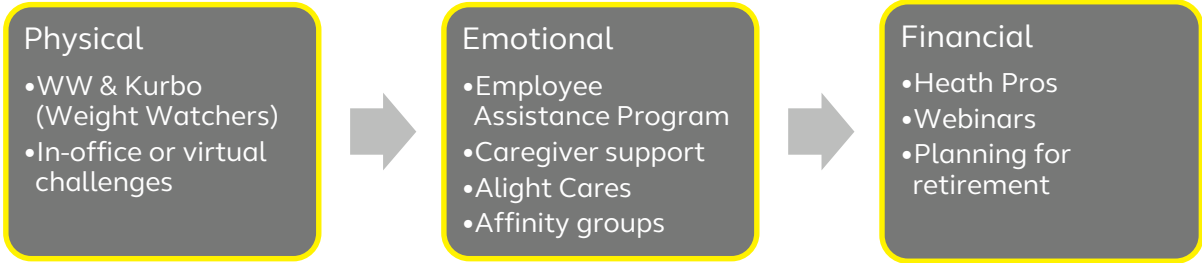 Physical
•WW & Kurbo
(Weight Watchers)
•In-office or virtual
challenges
Emotional
•Employee
Assistance Program
•Caregiver support
•Alight Cares
•Affinity groups
Financial
•Heath Pros
•Webinars
•Planning for
retirement